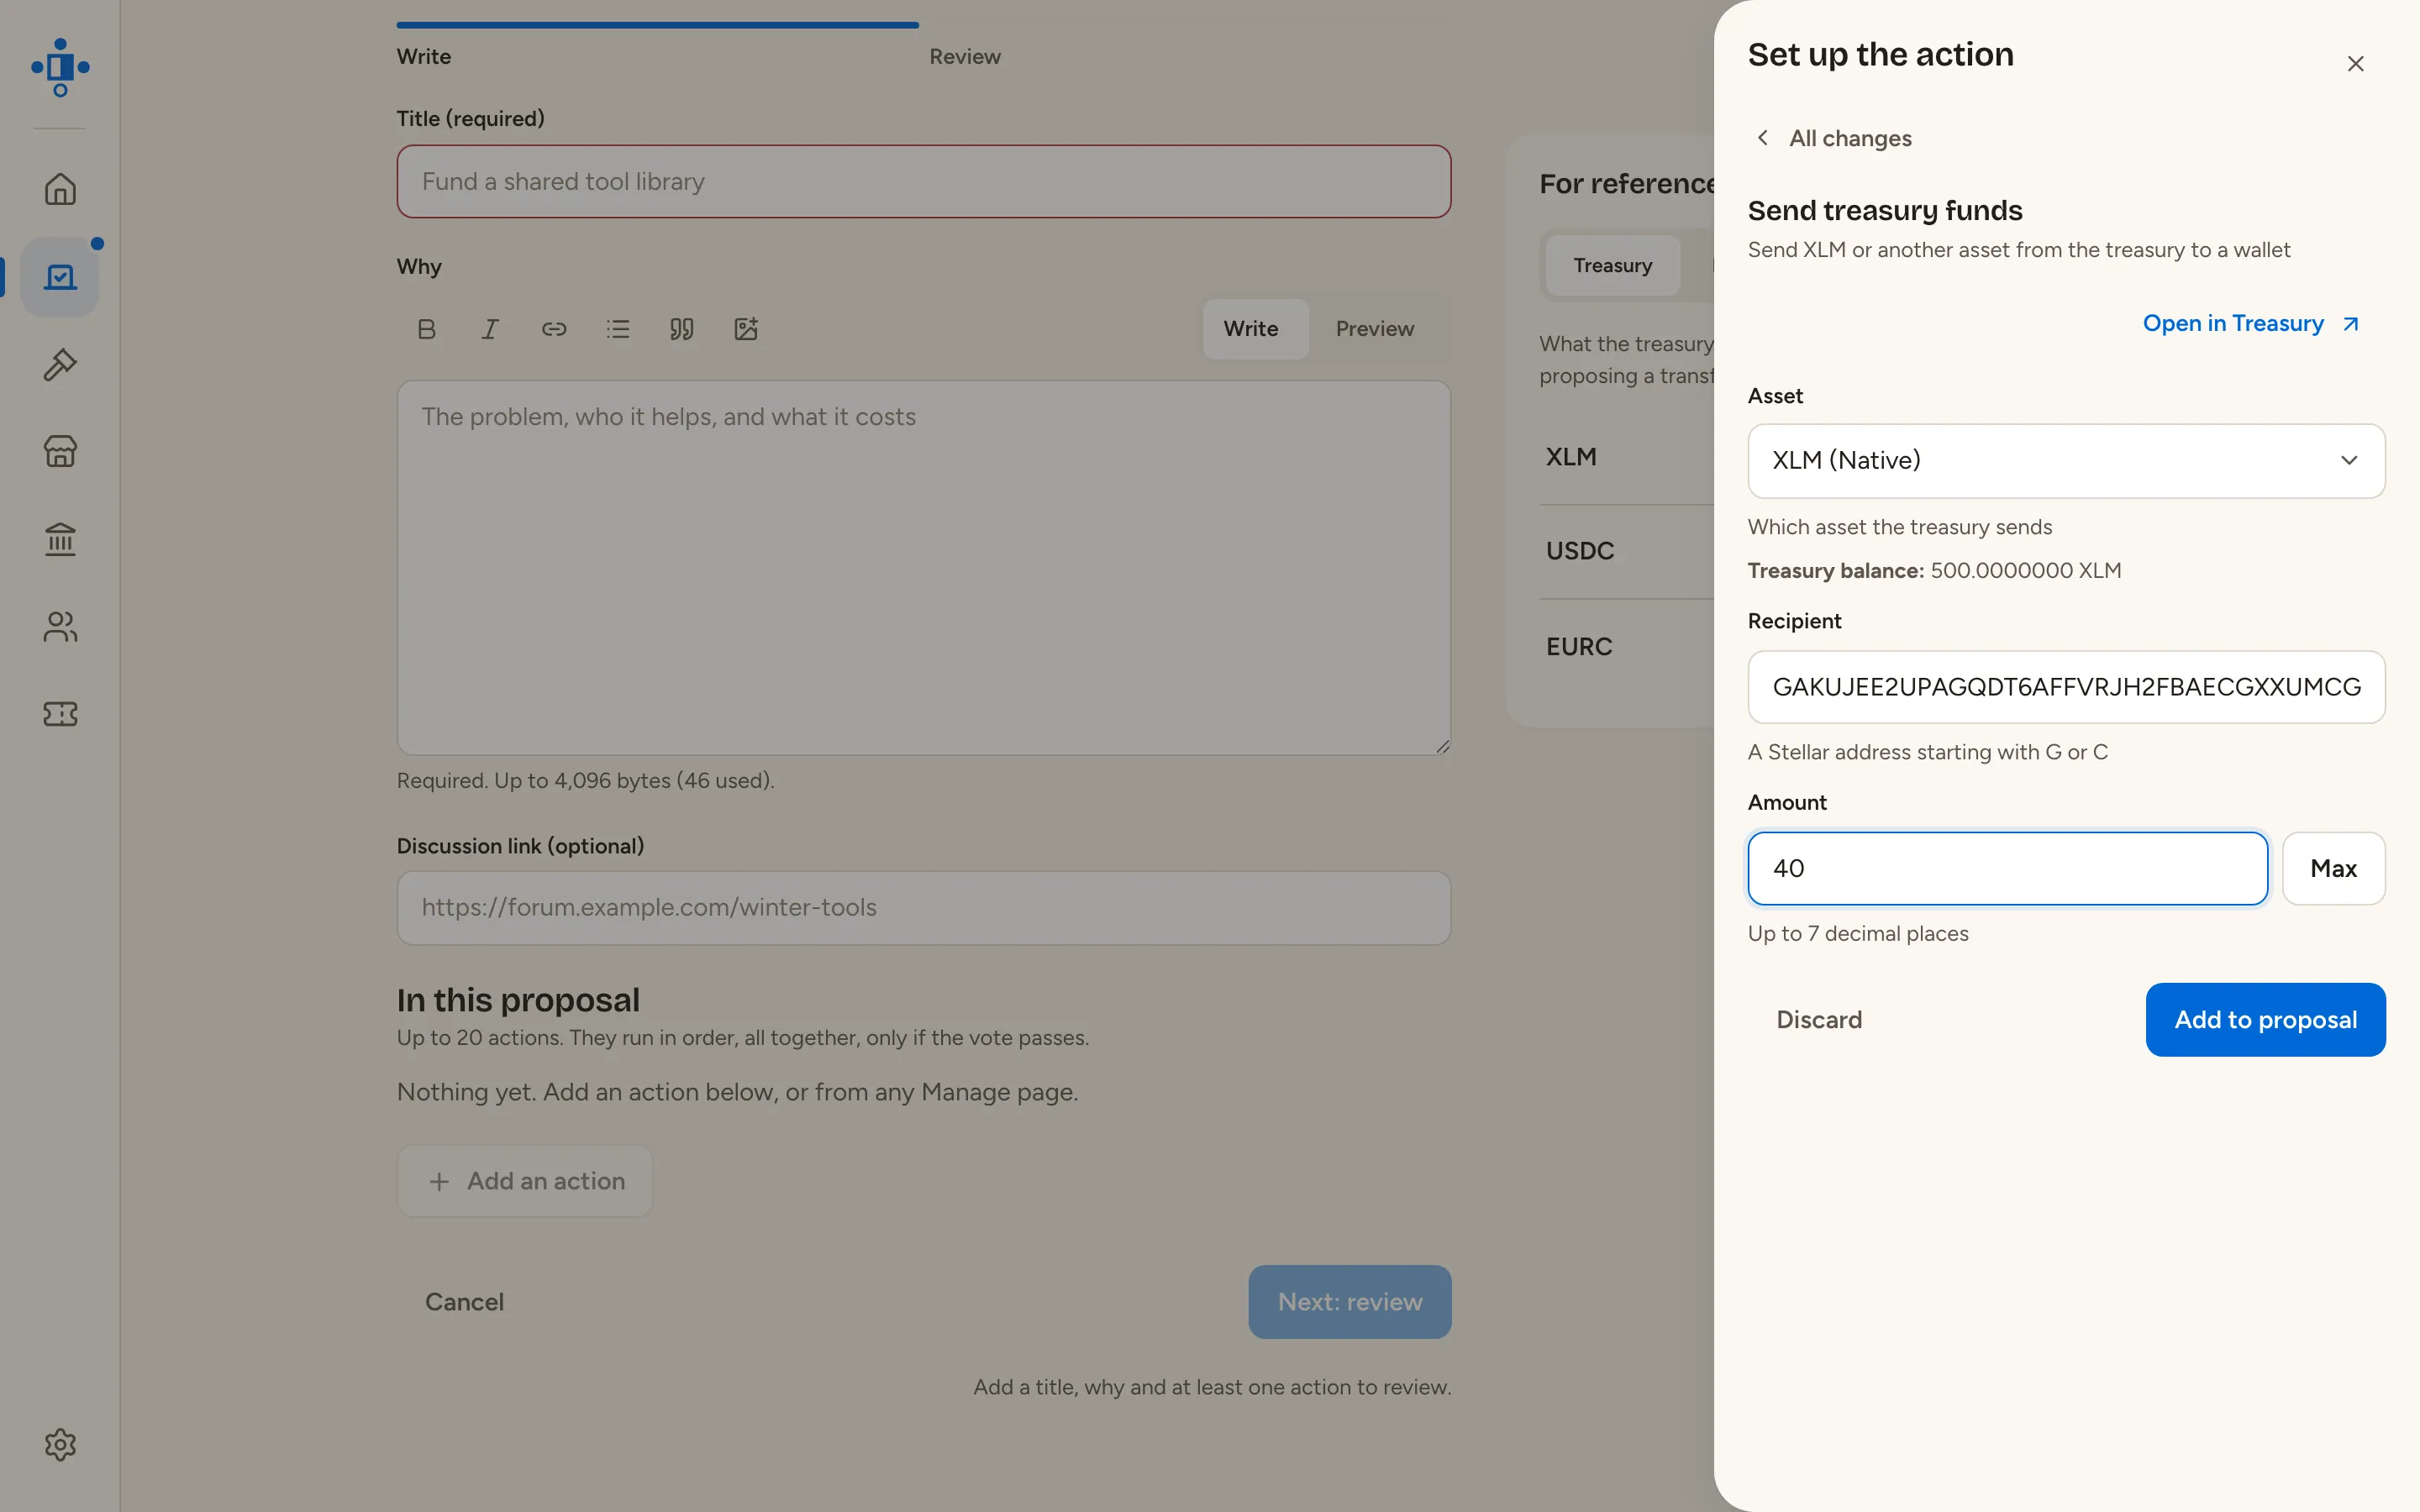 Write
Review
Title (required)
Fund a shared tool library
Why
Write
Preview
The problem, who it helps, and what it costs
Required. Up to 4,096 bytes (46 used).
Discussion link (optional)
https://forum.example.com/winter-tools
In this proposal
Up to 20 actions. They run in order, all together, only if the vote passes.
Nothing yet. Add an action below, or from any Manage page.
Add an action
Cancel
Next: review
Add a title, why and at least one action to review.
For reference
Treasury
What the treasury
proposing a transf
XLM
USDC
EURC
Set up the action
All changes
Send treasury funds
Send XLM or another asset from the treasury to a wallet
Open in Treasury
Asset
XLM (Native)
Which asset the treasury sends
Treasury balance: 500.0000000 XLM
Recipient
GAKUJEE2UPAGQDT6AFFVRJH2FBAECGXXUMCG
A Stellar address starting with G or C
Amount
40
Max
Up to 7 decimal places
Discard
Add to proposal